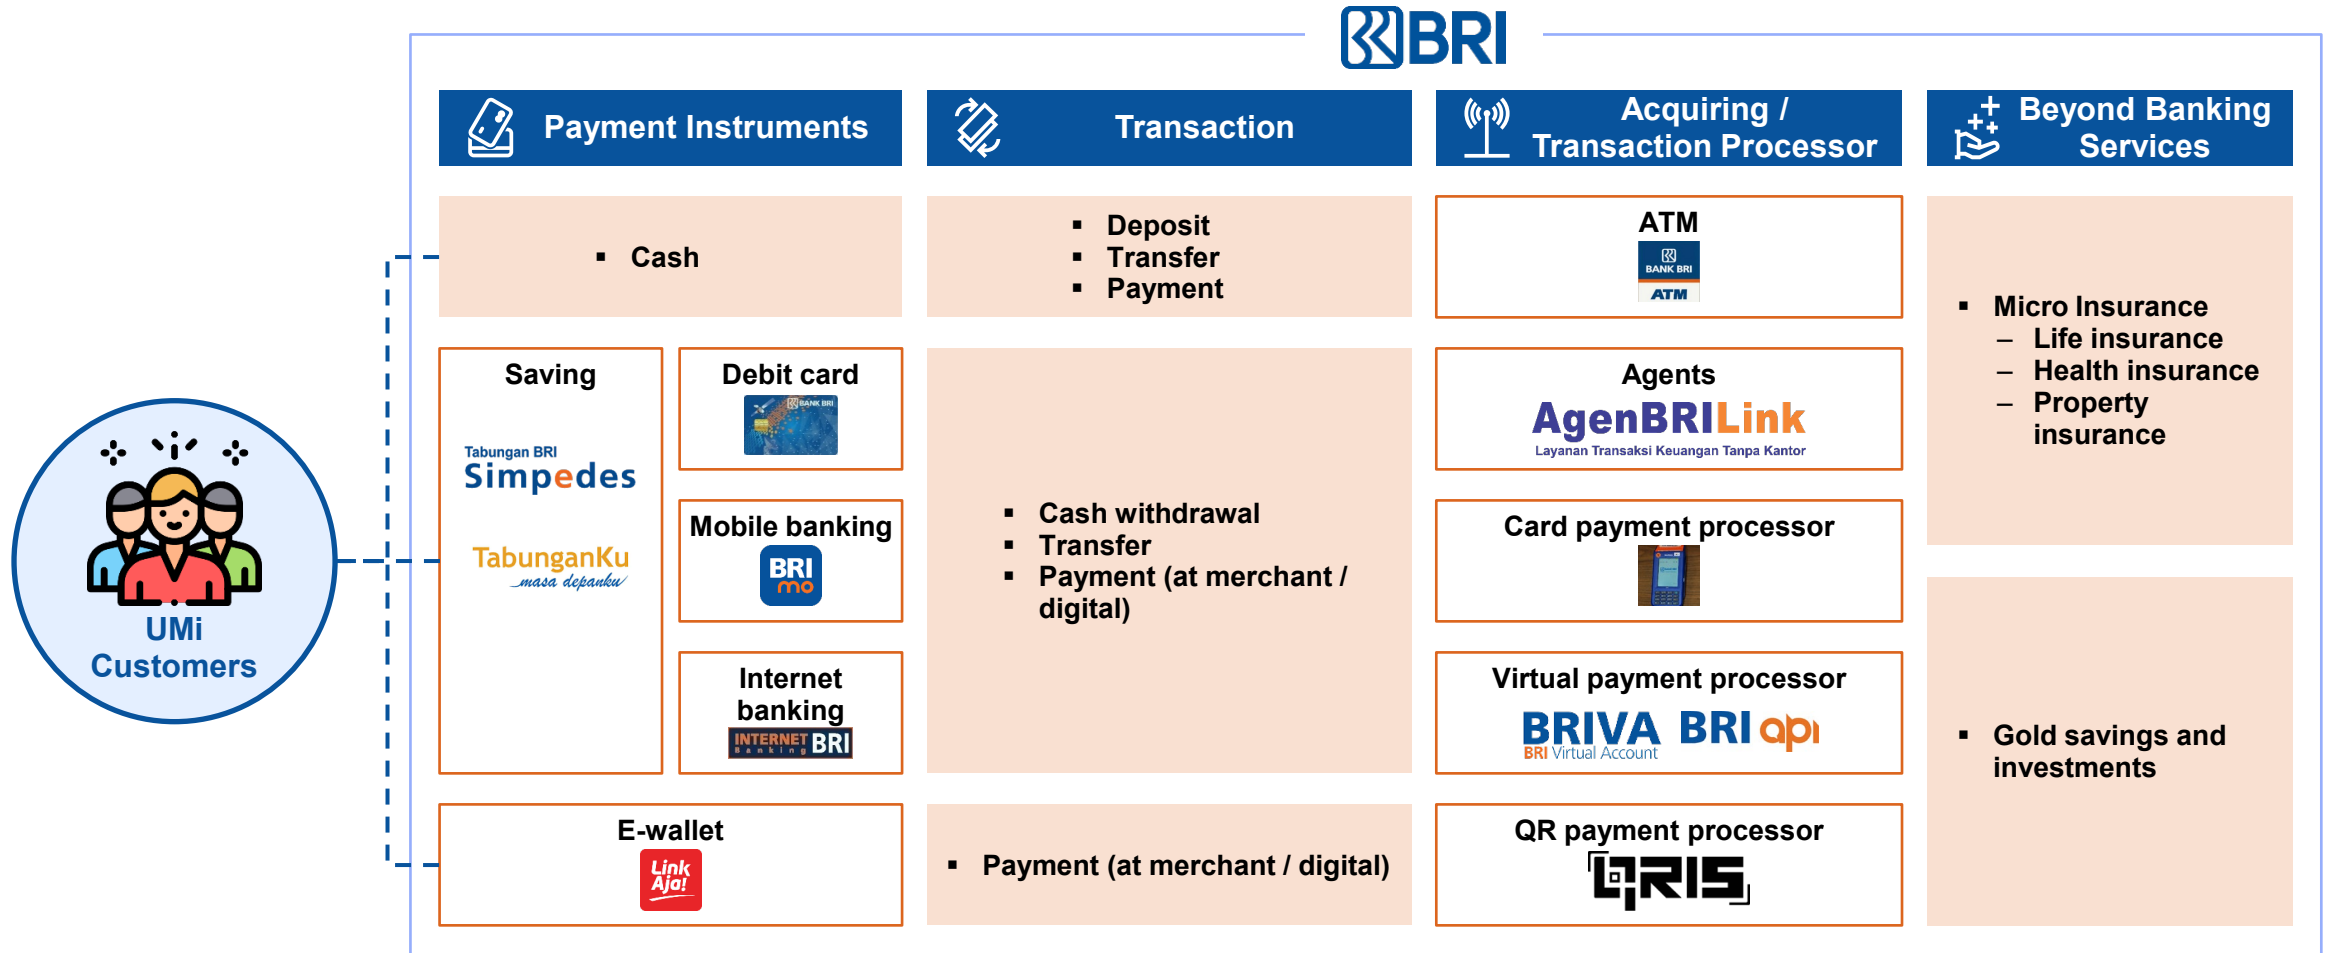 BRI
Payment Instruments
Transaction
Acquiring /
Transaction Processor
Beyond Banking
Services
▪ Cash
▪ Deposit
▪ Transfer
▪ Payment
ATM
BANK BRI
ATM
▪ Micro Insurance
– Life insurance
– Health insurance
– Property
insurance
Saving
Tabungan BRI
Simpedes
TabunganKu
masa depanku
Debit card
BANK BRI
Mobile banking
BRI
mo
Internet
banking
INTERNET
Banking
BRI
▪ Cash withdrawal
▪ Transfer
▪ Payment (at merchant /
digital)
Agents
AgenBRILink
Layanan Transaksi Keuangan Tanpa Kantor
Card payment processor
Virtual payment processor
BRIVA
BRI Virtual Account
BRI api
▪ Gold savings and
investments
UMi
Customers
E-wallet
Link
Aja!
▪ Payment (at merchant / digital)
QR payment processor
QRIS